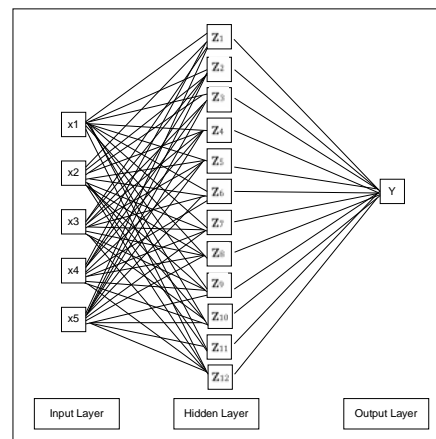 x1
x2
x3
x4
x5
Z1
Z2
Z3
Z4
Z5
Z6
Z7
Z8
Z9
Z10
Z11
Z12
Y
Input Layer
Hidden Layer
Output Layer